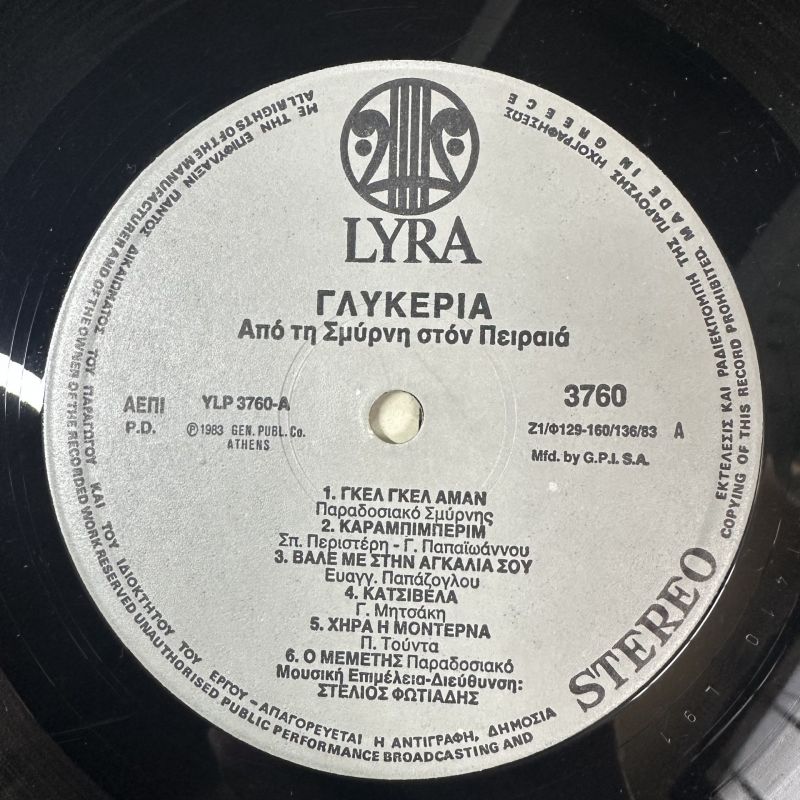 LYRA
ΓΛΥΚΕΡΙΑ
Από τη Σμύρνη στόν Πειραιά
ΑΕΠΙ
P.D.
YLP 3760-A
Ⓟ1983 GEN. PUBL. Co.
ATHENS
3760
Ζ1/Φ129-160/136/83 A
Mfd. by G.P.I. S.A.
1. ΓΚΕΛ ΓΚΕΛ ΑΜΑΝ
Παραδοσιακό Σμύρνης
2. ΚΑΡΑΜΠΙΜΠΕΡΙΜ
Σπ. Περιστέρη - Γ. Παπαϊωάννου
3. ΒΑΛΕ ΜΕ ΣΤΗΝ ΑΓΚΑΛΙΑ ΣΟΥ
Ευαγγ. Παπάζογλου
4. ΚΑΤΣΙΒΕΛΑ
Γ. Μητσάκη
5. ΧΗΡΑ Η ΜΟΝΤΕΡΝΑ
Π. Τούντα
6. Ο ΜΕΜΕΤΗΣ Παραδοσιακό
Μουσική Επιμέλεια-Διεύθυνση:
ΣΤΕΛΙΟΣ ΦΩΤΙΑΔΗΣ
STEREO
ΜΕ ΤΗΝ ΕΠΙΦΥΛΑΞΙΝ ΠΑΝΤΟΣ ΔΙΚΑΙΩΜΑΤΟΣ ΤΟΥ ΠΑΡΑΓΩΓΟΥ ΚΑΙ ΤΟΥ ΙΔΙΟΚΤΗΤΟΥ ΤΟΥ ΕΡΓΟΥ - ΑΠΑΓΟΡΕΥΕΤΑΙ Η ΑΝΤΙΓΡΑΦΗ, ΔΗΜΟΣΙΑ ΕΚΤΕΛΕΣΙΣ ΚΑΙ ΡΑΔΙΕΚΠΟΜΠΗ ΤΗΣ ΠΑΡΟΥΣΗΣ ΗΧΟΓΡΑΦΗΣΕΩΣ
ALL RIGHTS OF THE MANUFACTURER AND OF THE OWNER OF THE RECORDED WORK RESERVED UNAUTHORISED PUBLIC PERFORMANCE BROADCASTING AND COPYING OF THIS RECORD PROHIBITED, MADE IN GREECE